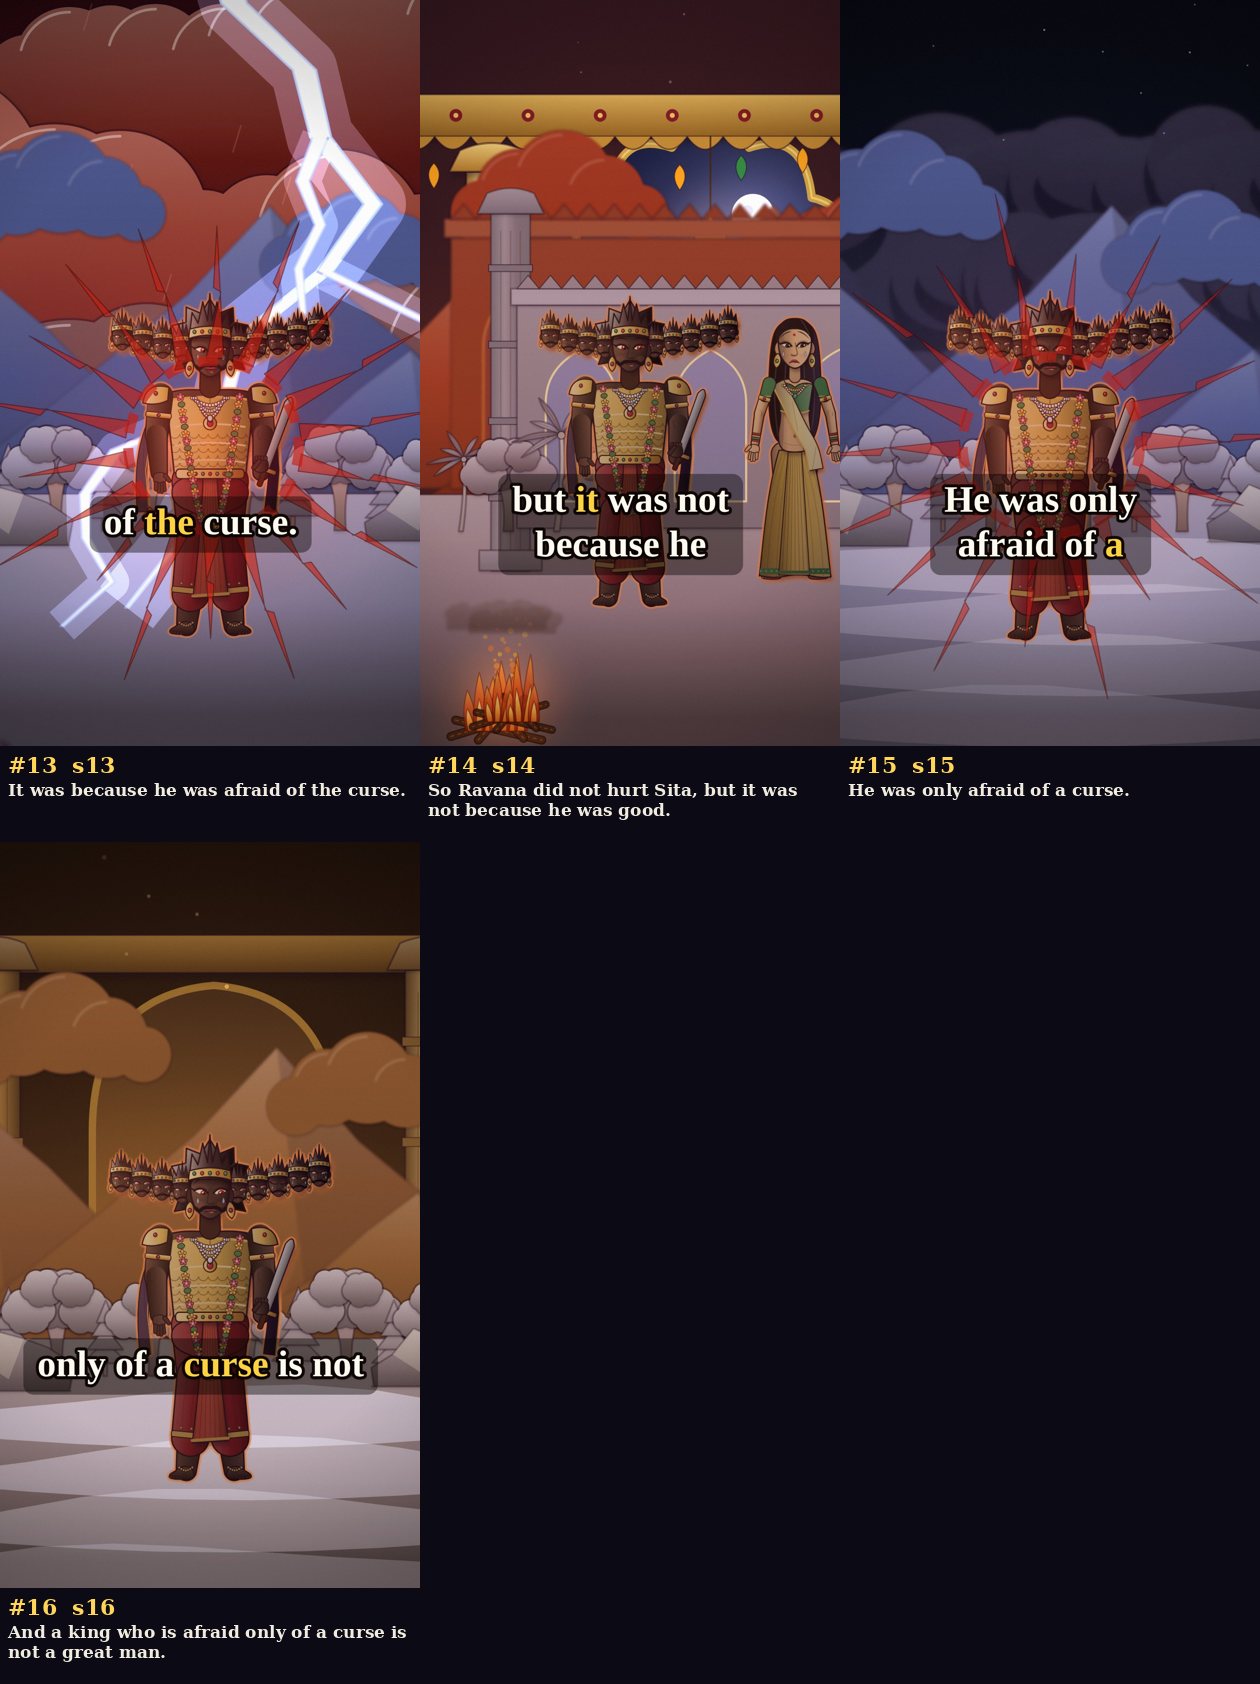 of the curse.
but it was not
because he
He was only
afraid of a
#13 s13
It was because he was afraid of the curse.
#14 s14
So Ravana did not hurt Sita, but it was
not because he was good.
#15 s15
He was only afraid of a curse.
only of a curse is not
#16 s16
And a king who is afraid only of a curse is
not a great man.